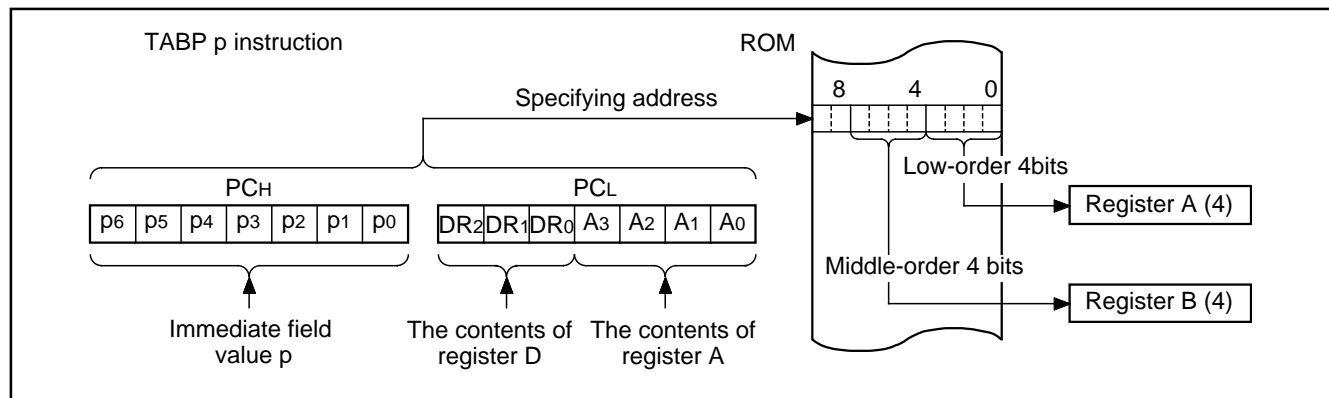 TABP p instruction
ROM
8 4 0
Specifying address
Low-order 4bits
PCH
PCL
p6 p5 p4 p3 p2 p1 p0
DR2 DR1 DR0 A3 A2 A1 A0
Register A (4)
Middle-order 4 bits
Register B (4)
Immediate field
value p
The contents of
register D
The contents of
register A